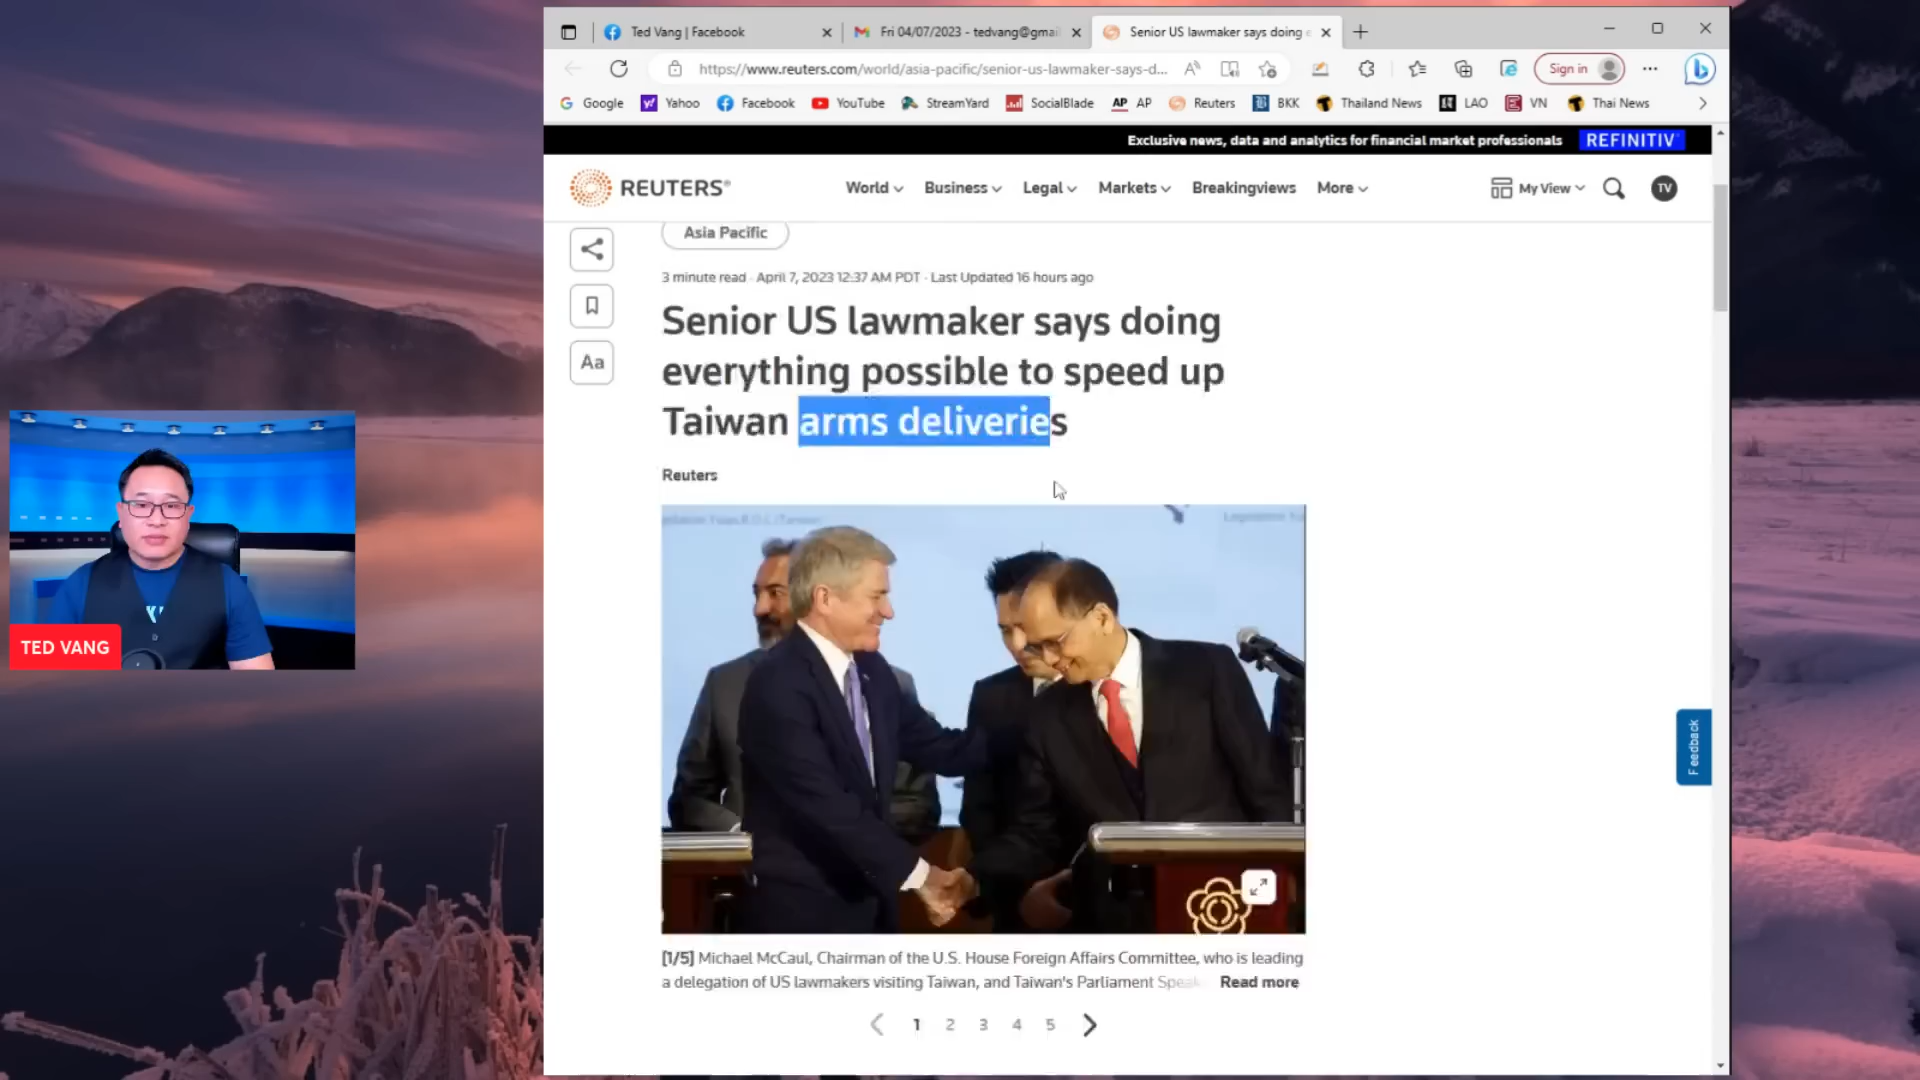 Ted Vang | Facebook
Fri 04/07/2023 - tedvang@gmai
Senior US lawmaker says doing
https://www.reuters.com/world/asia-pacific/senior-us-lawmaker-says-d...
Sign in
Google Yahoo Facebook YouTube StreamYard SocialBlade AP AP Reuters BKK Thailand News LAO VN Thai News
Exclusive news, data and analytics for financial market professionals REFINITIV
REUTERS®
World Business Legal Markets Breakingviews More
My View
TV
Asia Pacific
3 minute read · April 7, 2023 12:37 AM PDT · Last Updated 16 hours ago
Senior US lawmaker says doing
everything possible to speed up
Taiwan arms deliveries
Aa
Reuters
TED VANG
Feedback
[1/5] Michael McCaul, Chairman of the U.S. House Foreign Affairs Committee, who is leading
a delegation of US lawmakers visiting Taiwan, and Taiwan's Parliament Speak Read more
1 2 3 4 5